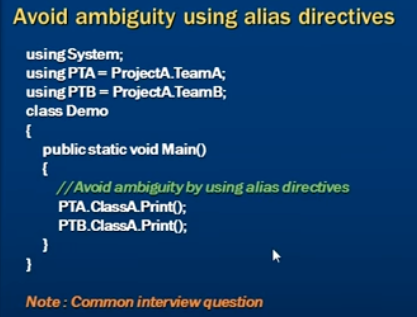 Avoid ambiguity using alias directives
using System;
using PTA = ProjectA.TeamA;
using PTB = ProjectA.TeamB;
class Demo
{
public static void Main()
{
//Avoid ambiguity by using alias directives
PTA.ClassA.Print();
PTB.ClassA.Print();
}
}
Note : Common interview question